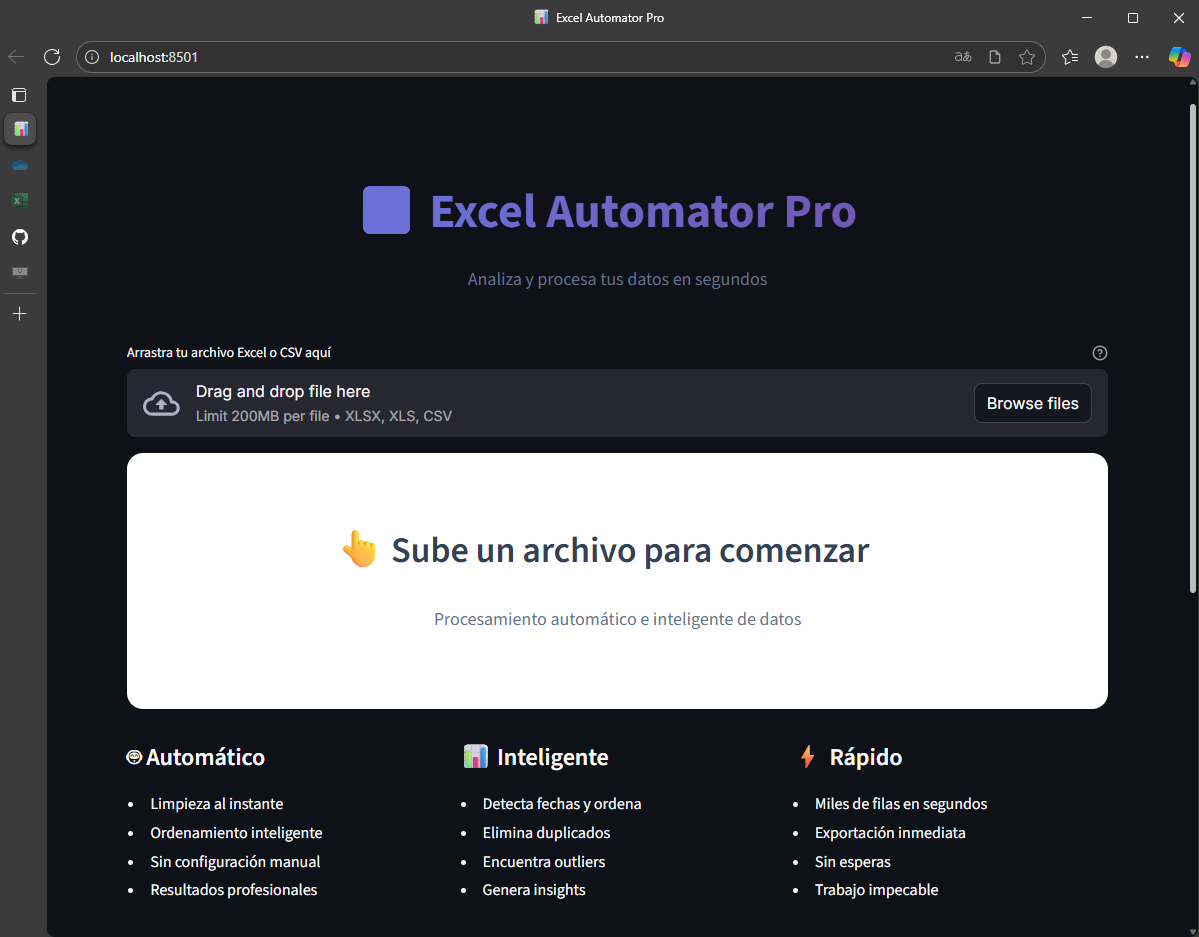 Excel Automator Pro
localhost:8501
Excel Automator Pro
Analiza y procesa tus datos en segundos
Arrastra tu archivo Excel o CSV aquí
Drag and drop file here
Limit 200MB per file • XLSX, XLS, CSV
Browse files
👆 Sube un archivo para comenzar
Procesamiento automático e inteligente de datos
Automático
• Limpieza al instante
• Ordenamiento inteligente
• Sin configuración manual
• Resultados profesionales
📊 Inteligente
• Detecta fechas y ordena
• Elimina duplicados
• Encuentra outliers
• Genera insights
⚡ Rápido
• Miles de filas en segundos
• Exportación inmediata
• Sin esperas
• Trabajo impecable